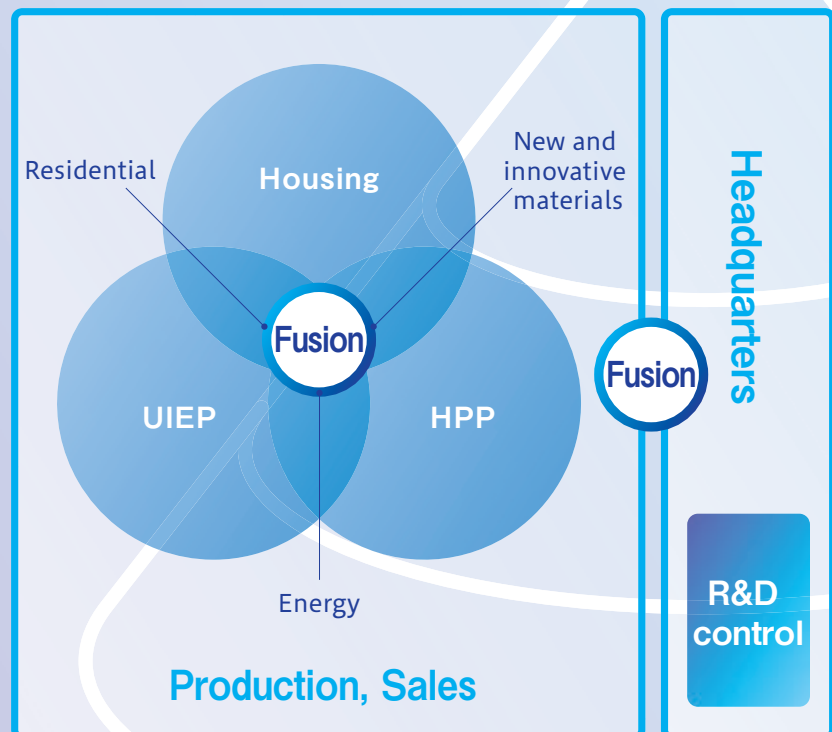 Residential
Housing
New and
innovative
materials
Fusion
UIEP
HPP
Energy
Production, Sales
Fusion
Headquarters
R&D
control